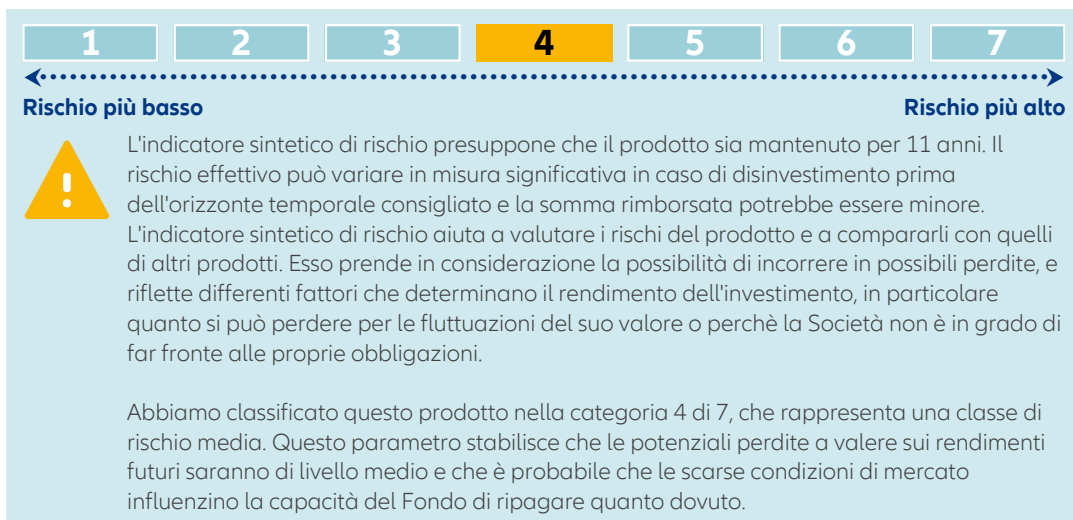 1 2 3 4 5 6 7
Rischio più basso Rischio più alto
L'indicatore sintetico di rischio presuppone che il prodotto sia mantenuto per 11 anni. Il
rischio effettivo può variare in misura significativa in caso di disinvestimento prima
dell'orizzonte temporale consigliato e la somma rimborsata potrebbe essere minore.
L'indicatore sintetico di rischio aiuta a valutare i rischi del prodotto e a compararli con quelli
di altri prodotti. Esso prende in considerazione la possibilità di incorrere in possibili perdite, e
riflette differenti fattori che determinano il rendimento dell'investimento, in particolare
quanto si può perdere per le fluttuazioni del suo valore o perchè la Società non è in grado di
far fronte alle proprie obbligazioni.
Abbiamo classificato questo prodotto nella categoria 4 di 7, che rappresenta una classe di
rischio media. Questo parametro stabilisce che le potenziali perdite a valere sui rendimenti
futuri saranno di livello medio e che è probabile che le scarse condizioni di mercato
influenzino la capacità del Fondo di ripagare quanto dovuto.